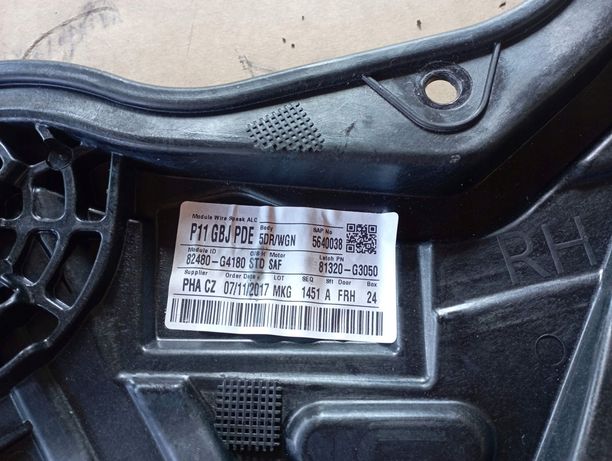 Module Wire Speak ALC Body SAP No
P11 GBJ PDE 5DR/WGN 5640038
Module ID Motor Latch PN
82480-G4180 STD SAF 81320-G3050
Supplier Order Date LOT SEQ Sft Door Box
PHA CZ 07/11/2017 MKG 1451 A FRH 24
RH